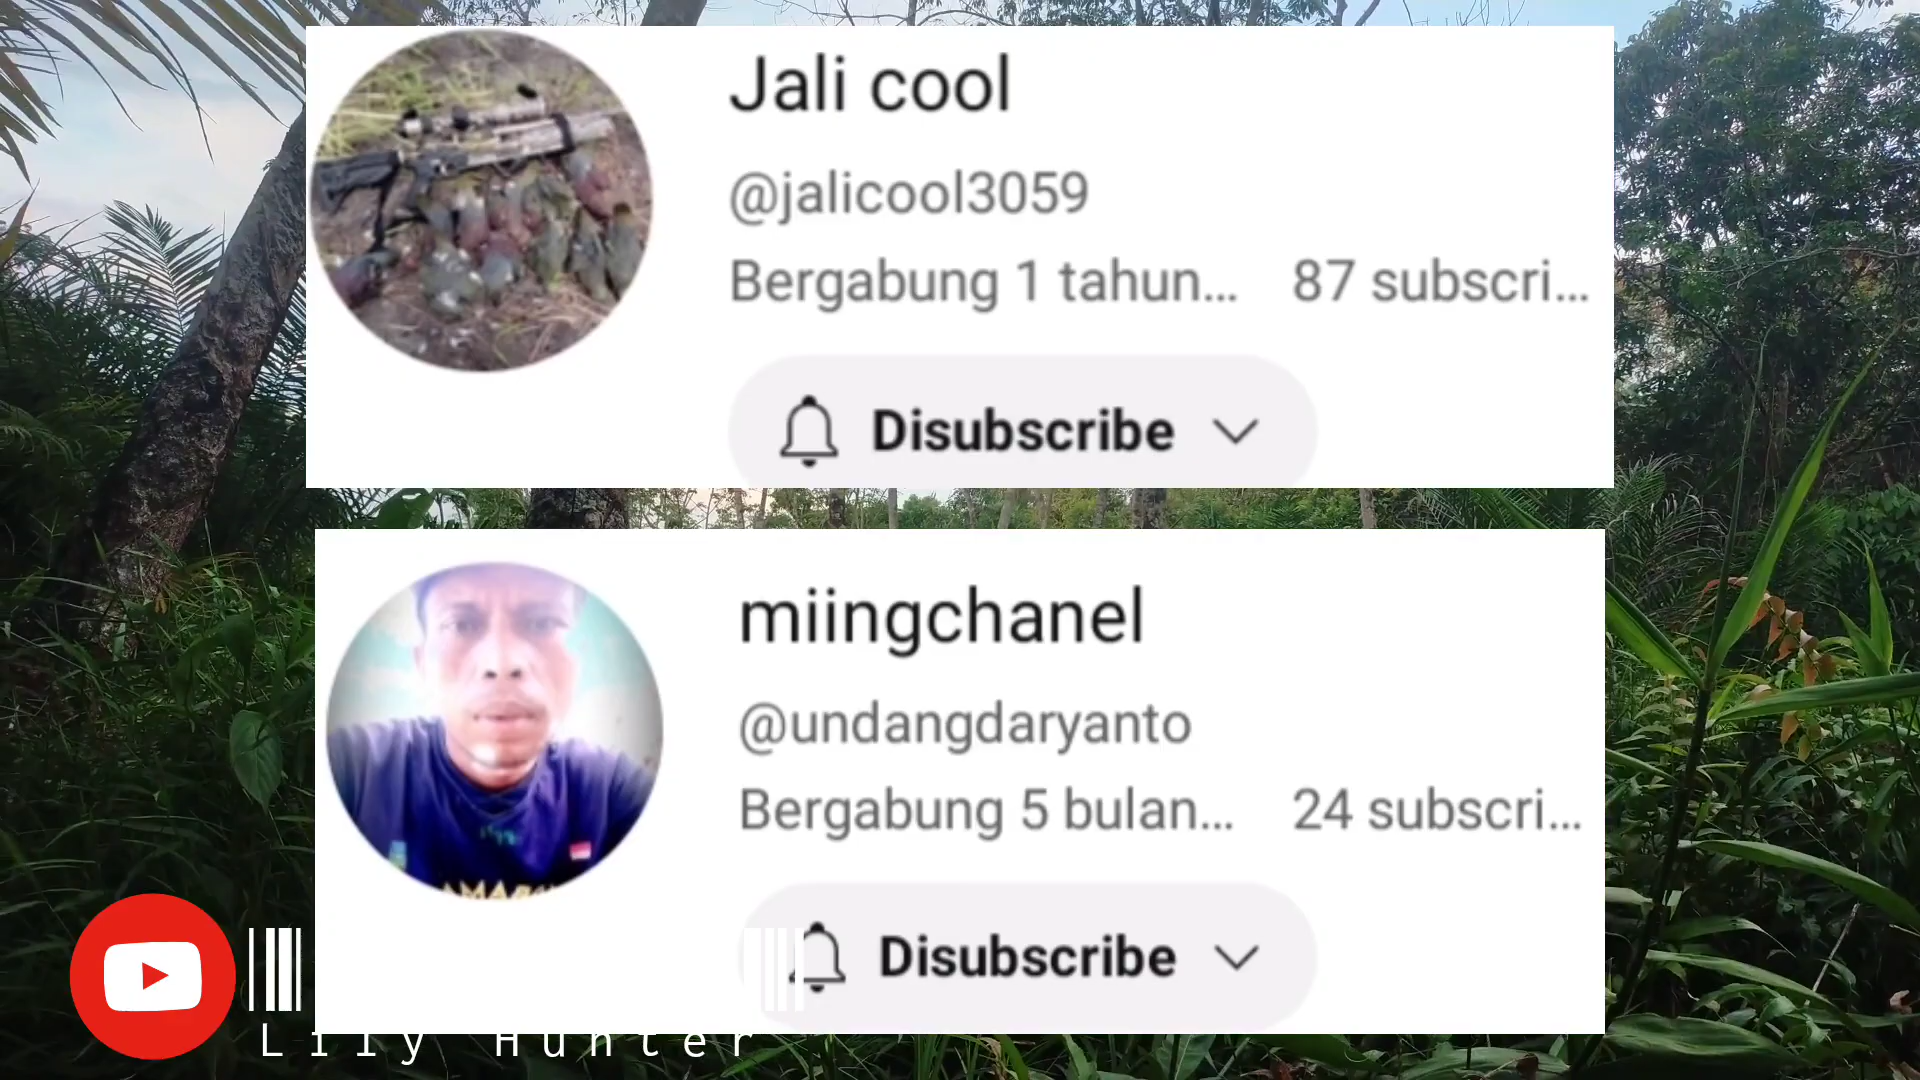 Jali cool
@jalicool3059
Bergabung 1 tahun...
87 subscri...
Disubscribe
miingchanel
@undangdaryanto
Bergabung 5 bulan...
24 subscri...
Disubscribe
Lily Hunter